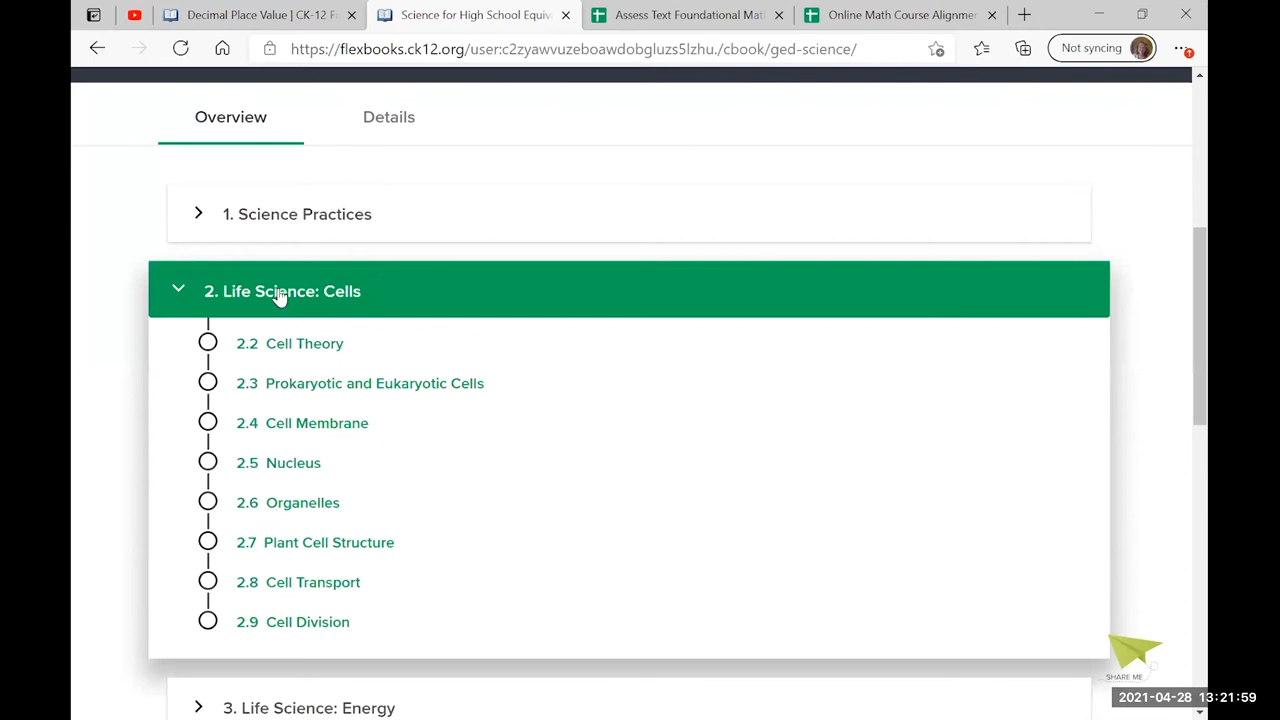 Decimal Place Value | CK-12 F
Science for High School Equiva
Assess Text Foundational Mat
Online Math Course Alignmen
https://flexbooks.ck12.org/user:c2zyawvuzeboawdobgluzs5lzhu./cbook/ged-science/
Not syncing
Overview
Details
1. Science Practices
2. Life Science: Cells
2.2 Cell Theory
2.3 Prokaryotic and Eukaryotic Cells
2.4 Cell Membrane
2.5 Nucleus
2.6 Organelles
2.7 Plant Cell Structure
2.8 Cell Transport
2.9 Cell Division
SHARE ME
2021-04-28 13:21:59
3. Life Science: Energy